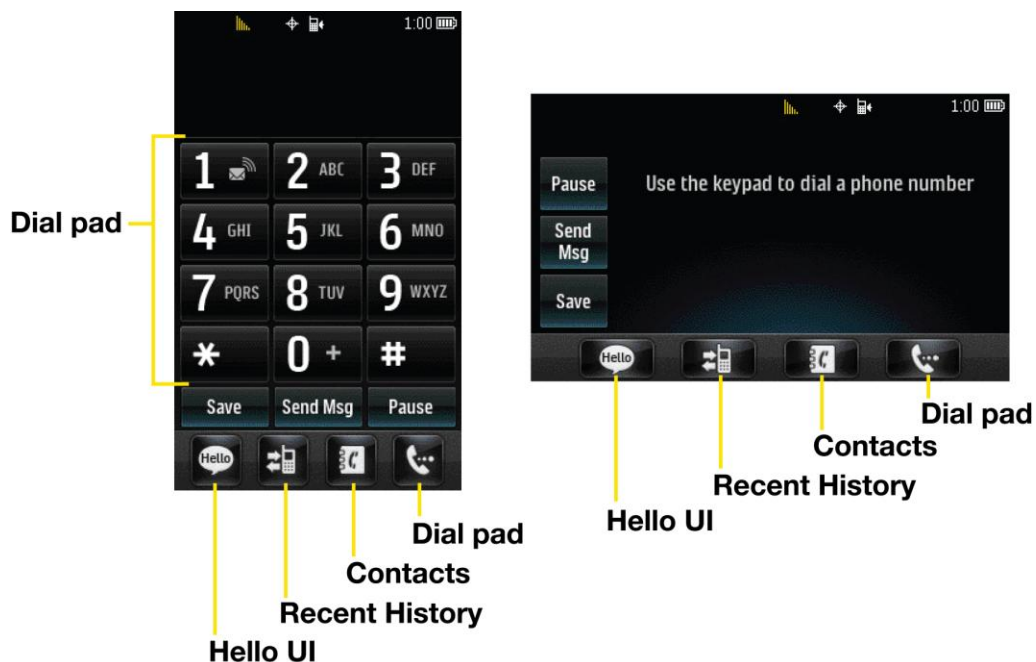 1:00
1
2 ABC
3 DEF
Dial pad
4 GHI
5 JKL
6 MNO
7 PQRS
8 TUV
9 WXYZ
*
0 +
#
Save
Send Msg
Pause
Hello
Dial pad
Contacts
Recent History
Hello UI
1:00
Pause
Use the keypad to dial a phone number
Send
Msg
Save
Hello
Dial pad
Contacts
Recent History
Hello UI